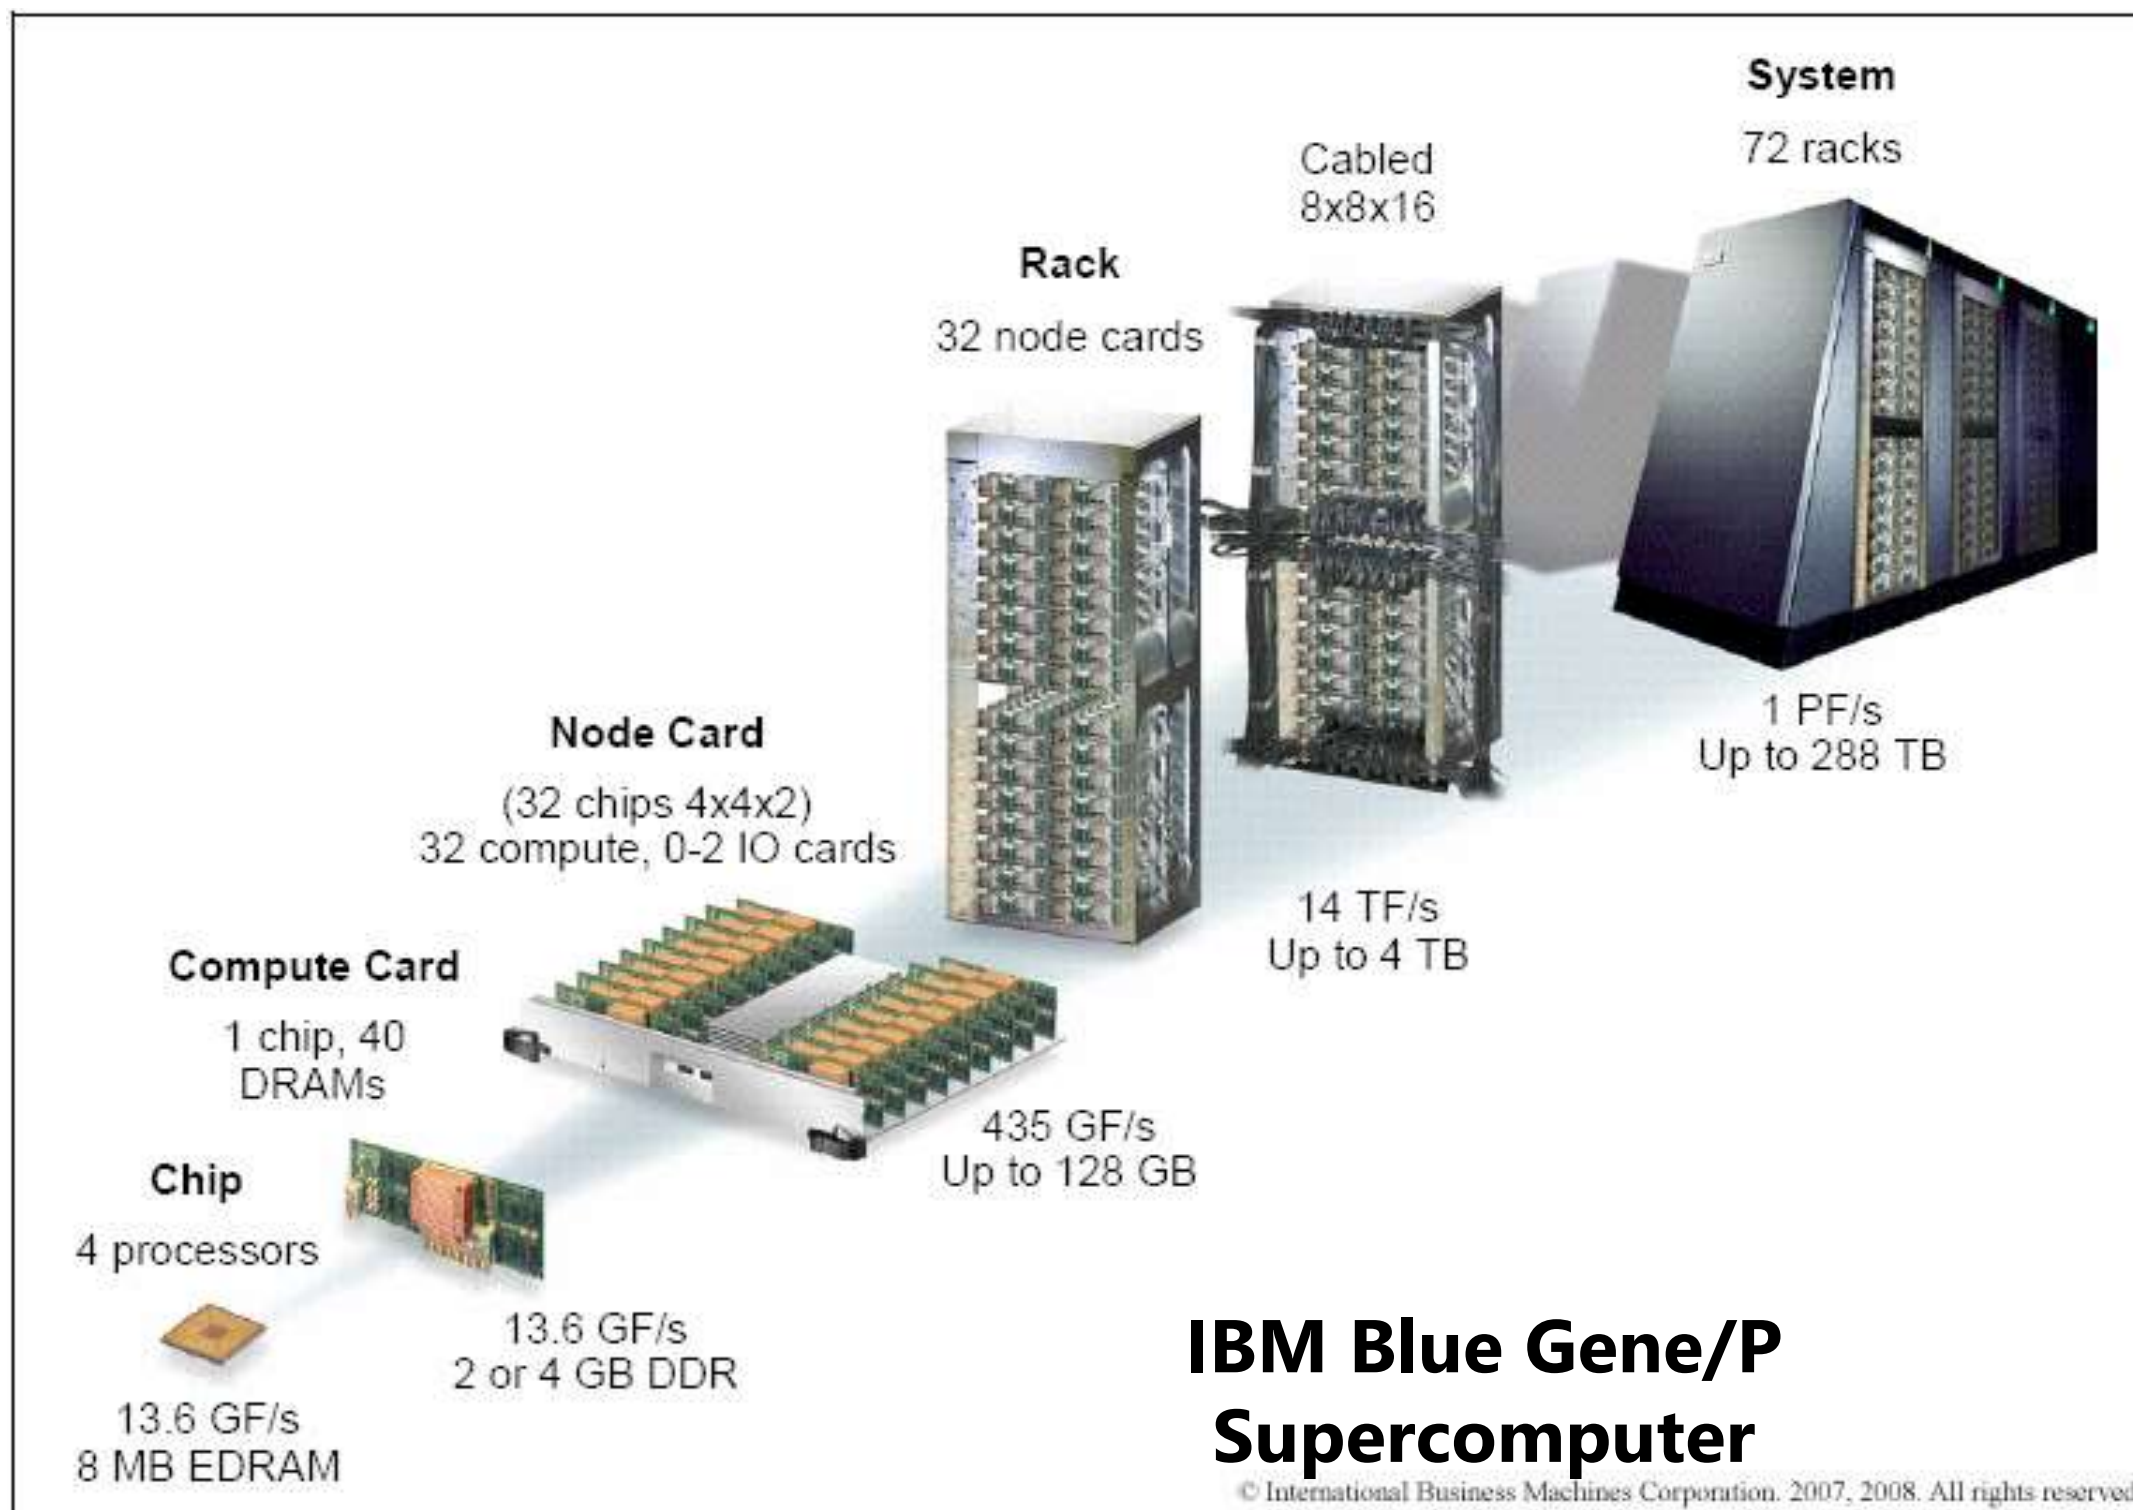 System
72 racks
Cabled
8x8x16
Rack
32 node cards
1 PF/s
Up to 288 TB
Node Card
(32 chips 4x4x2)
32 compute, 0-2 IO cards
14 TF/s
Up to 4 TB
Compute Card
1 chip, 40
DRAMs
435 GF/s
Up to 128 GB
Chip
4 processors
13.6 GF/s
2 or 4 GB DDR
13.6 GF/s
8 MB EDRAM
IBM Blue Gene/P
Supercomputer
© International Business Machines Corporation. 2007, 2008. All rights reserved